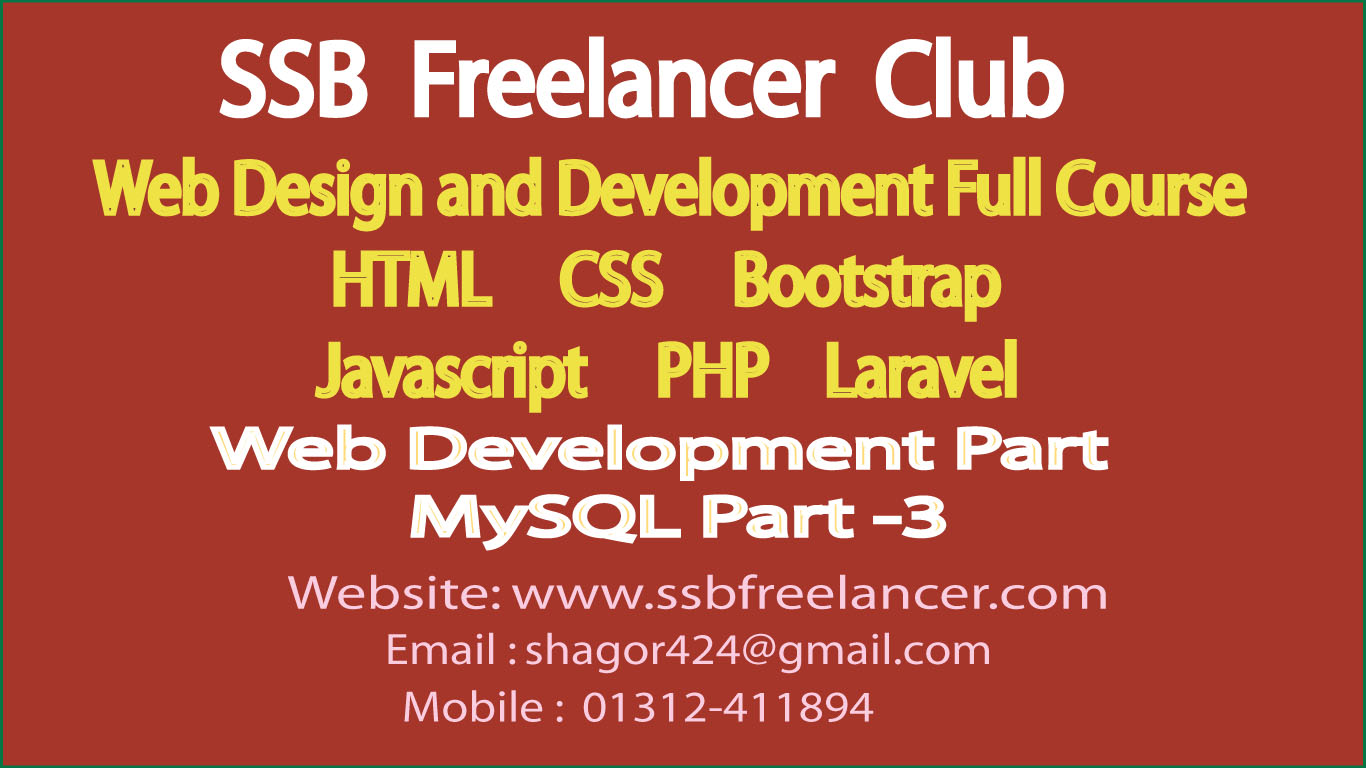 SSB Freelancer Club
Web Design and Development Full Course
HTML CSS Bootstrap
Javascript PHP Laravel
Web Development Part
MySQL Part -3
Website: www.ssbfreelancer.com
Email : shagor424@gmail.com
Mobile : 01312-411894